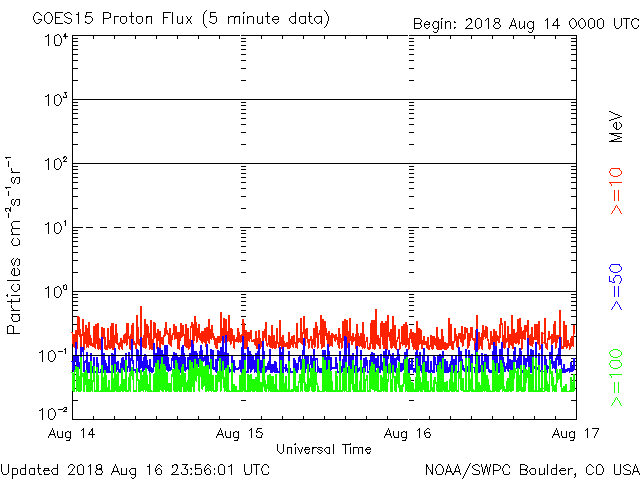 GOES15 Proton Flux (5 minute data) Begin: 2018 Aug 14 0000 UTC
10⁴
10³
10²
10¹
10⁰
10⁻¹
10⁻²
Particles cm⁻²s⁻¹sr⁻¹
MeV
>=10
>=50
>=100
Aug 14 Aug 15 Aug 16 Aug 17
Universal Time
Updated 2018 Aug 16 23:56:01 UTC NOAA/SWPC Boulder, CO USA